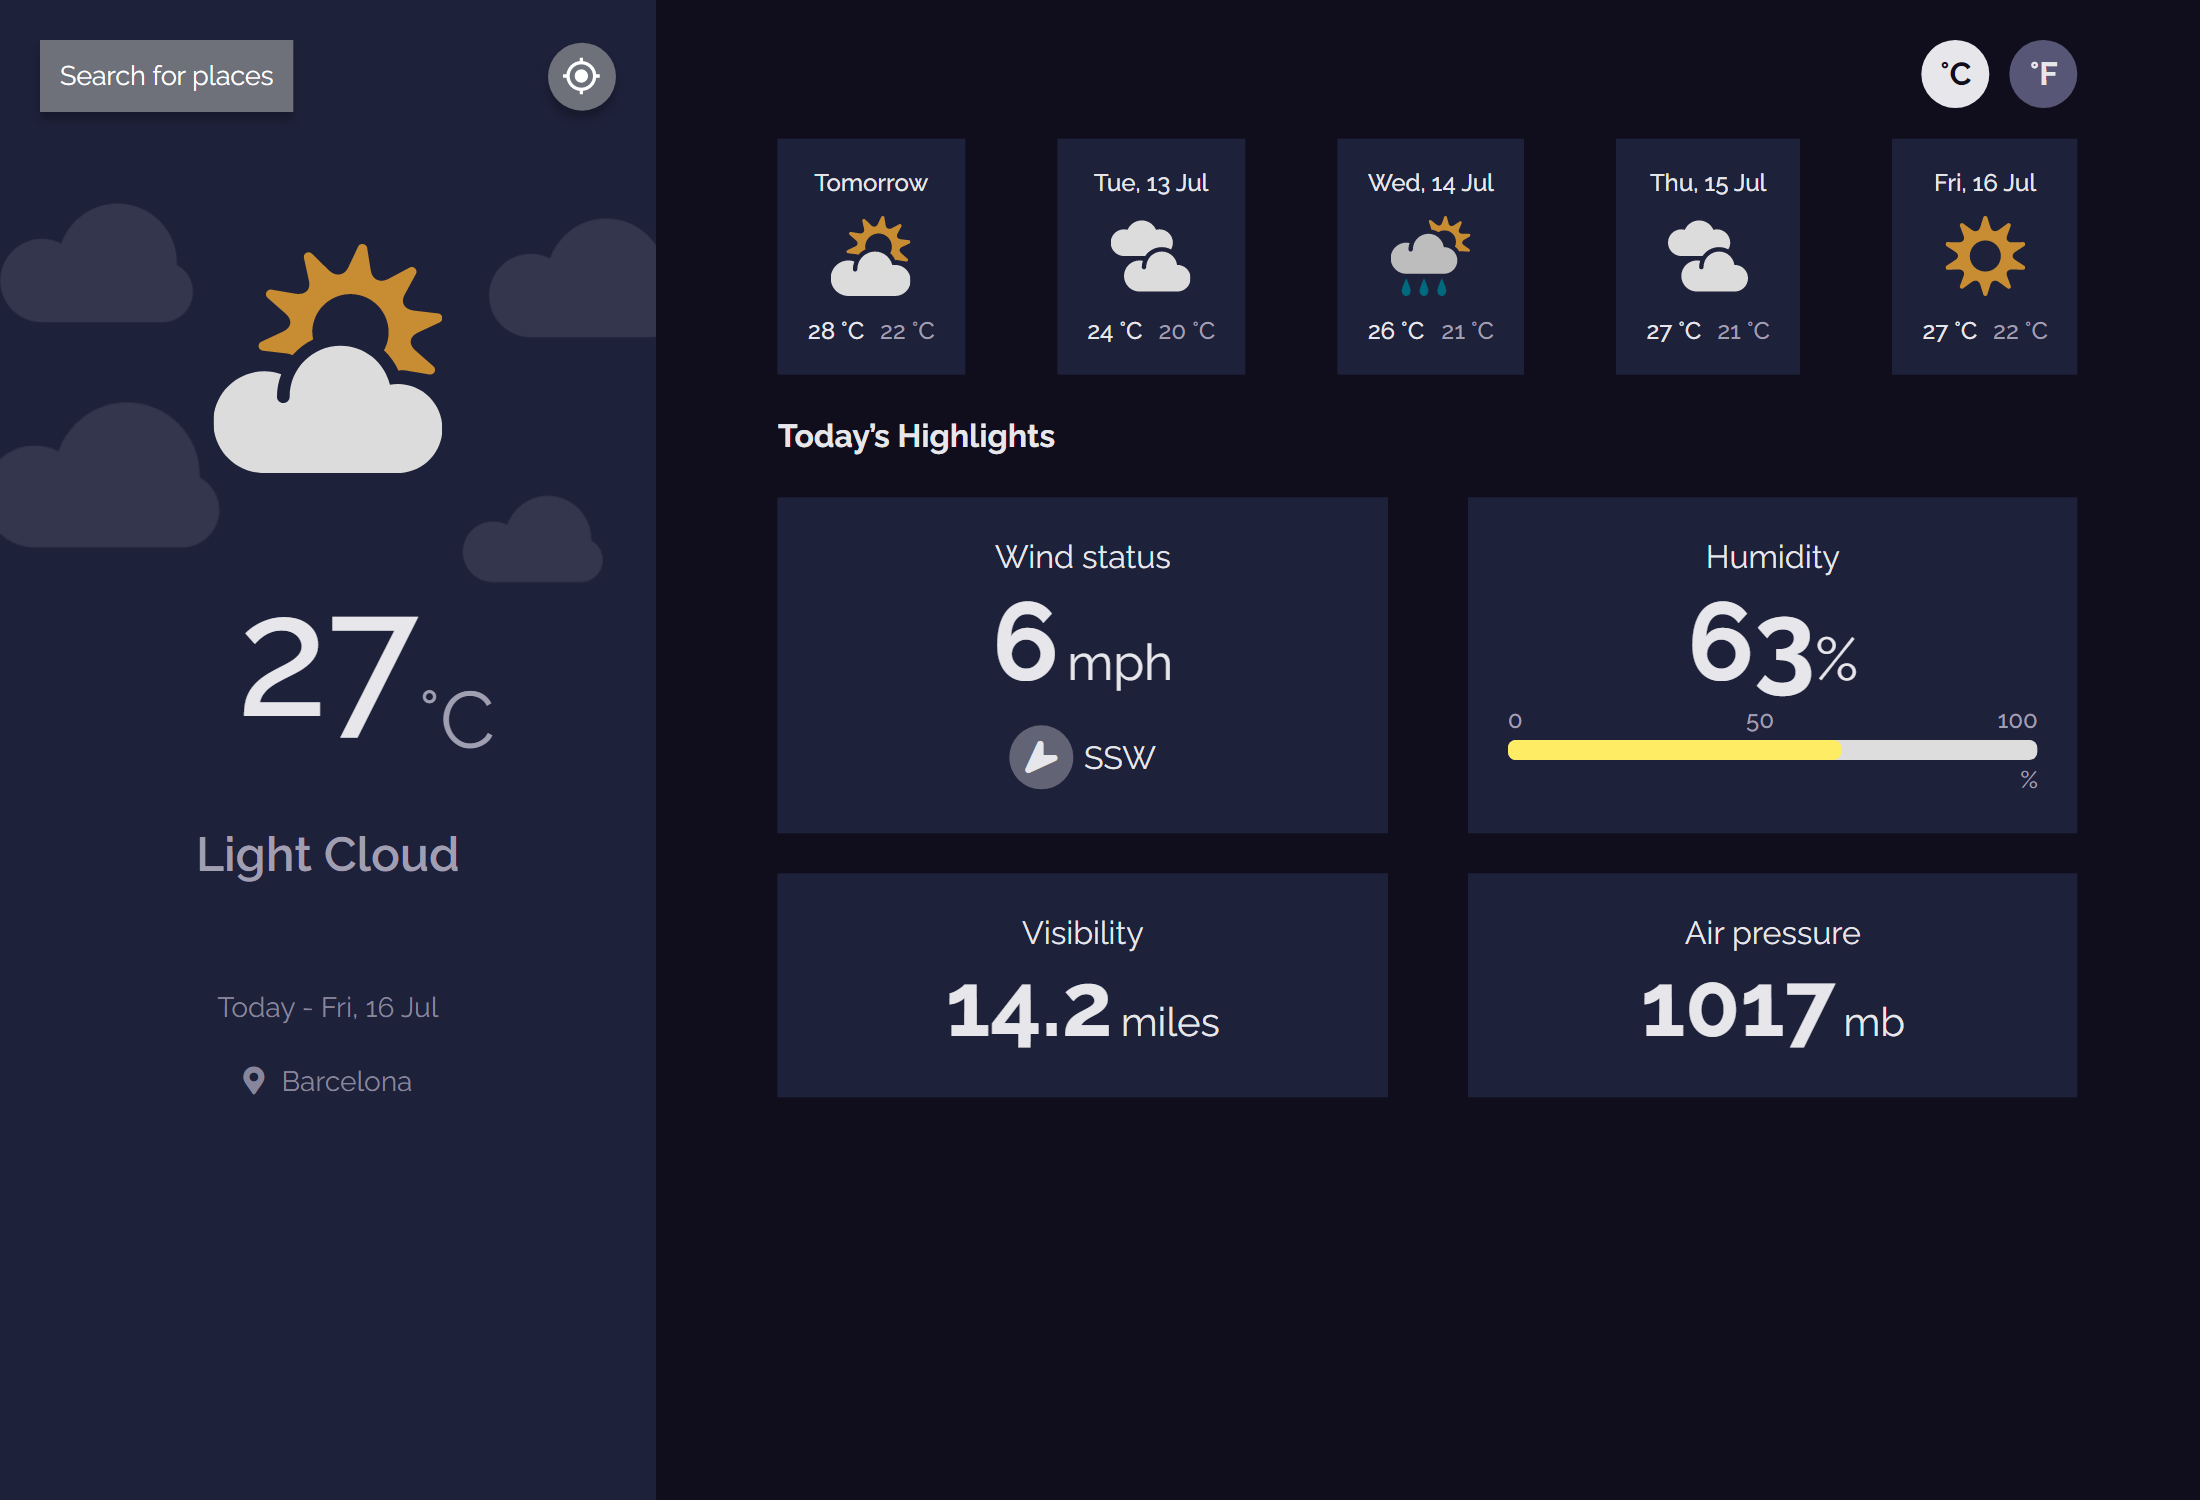 Search for places
27°C
Light Cloud
Today - Fri, 16 Jul
Barcelona
°C °F
Tomorrow
28 °C 22 °C
Tue, 13 Jul
24 °C 20 °C
Wed, 14 Jul
26 °C 21 °C
Thu, 15 Jul
27 °C 21 °C
Fri, 16 Jul
27 °C 22 °C
Today’s Highlights
Wind status
6 mph
SSW
Humidity
63%
0 50 100
%
Visibility
14.2 miles
Air pressure
1017 mb